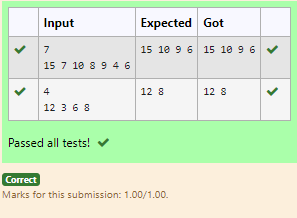 Input Expected Got
7 15 10 9 6 15 10 9 6
15 7 10 8 9 4 6
4 12 8 12 8
12 3 6 8
Passed all tests!
Correct
Marks for this submission: 1.00/1.00.